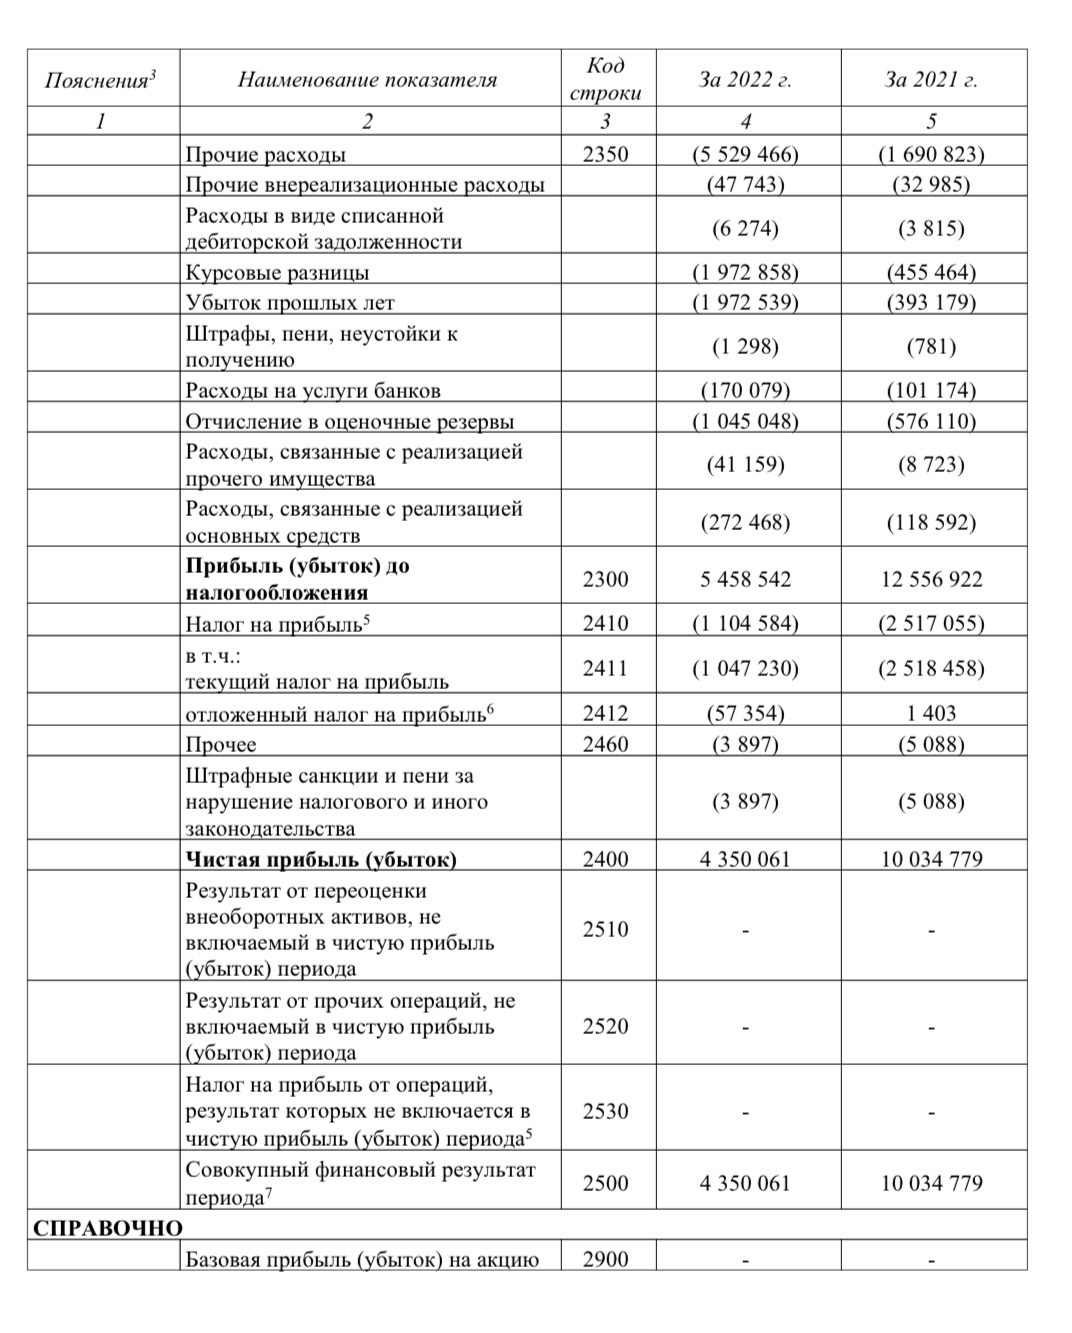 Пояснения³ Наименование показателя Код строки За 2022 г. За 2021 г.
1 2 3 4 5
Прочие расходы 2350 (5 529 466) (1 690 823)
Прочие внереализационные расходы (47 743) (32 985)
Расходы в виде списанной
дебиторской задолженности (6 274) (3 815)
Курсовые разницы (1 972 858) (455 464)
Убыток прошлых лет (1 972 539) (393 179)
Штрафы, пени, неустойки к
получению (1 298) (781)
Расходы на услуги банков (170 079) (101 174)
Отчисление в оценочные резервы (1 045 048) (576 110)
Расходы, связанные с реализацией
прочего имущества (41 159) (8 723)
Расходы, связанные с реализацией
основных средств (272 468) (118 592)
Прибыль (убыток) до
налогообложения 2300 5 458 542 12 556 922
Налог на прибыль⁵ 2410 (1 104 584) (2 517 055)
в т.ч.:
текущий налог на прибыль 2411 (1 047 230) (2 518 458)
отложенный налог на прибыль⁶ 2412 (57 354) 1 403
Прочее 2460 (3 897) (5 088)
Штрафные санкции и пени за
нарушение налогового и иного
законодательства (3 897) (5 088)
Чистая прибыль (убыток) 2400 4 350 061 10 034 779
Результат от переоценки
внеоборотных активов, не
включаемый в чистую прибыль
(убыток) периода 2510 - -
Результат от прочих операций, не
включаемый в чистую прибыль
(убыток) периода 2520 - -
Налог на прибыль от операций,
результат которых не включается в
чистую прибыль (убыток) периода⁵ 2530 - -
Совокупный финансовый результат
периода⁷ 2500 4 350 061 10 034 779
СПРАВОЧНО
Базовая прибыль (убыток) на акцию 2900 - -